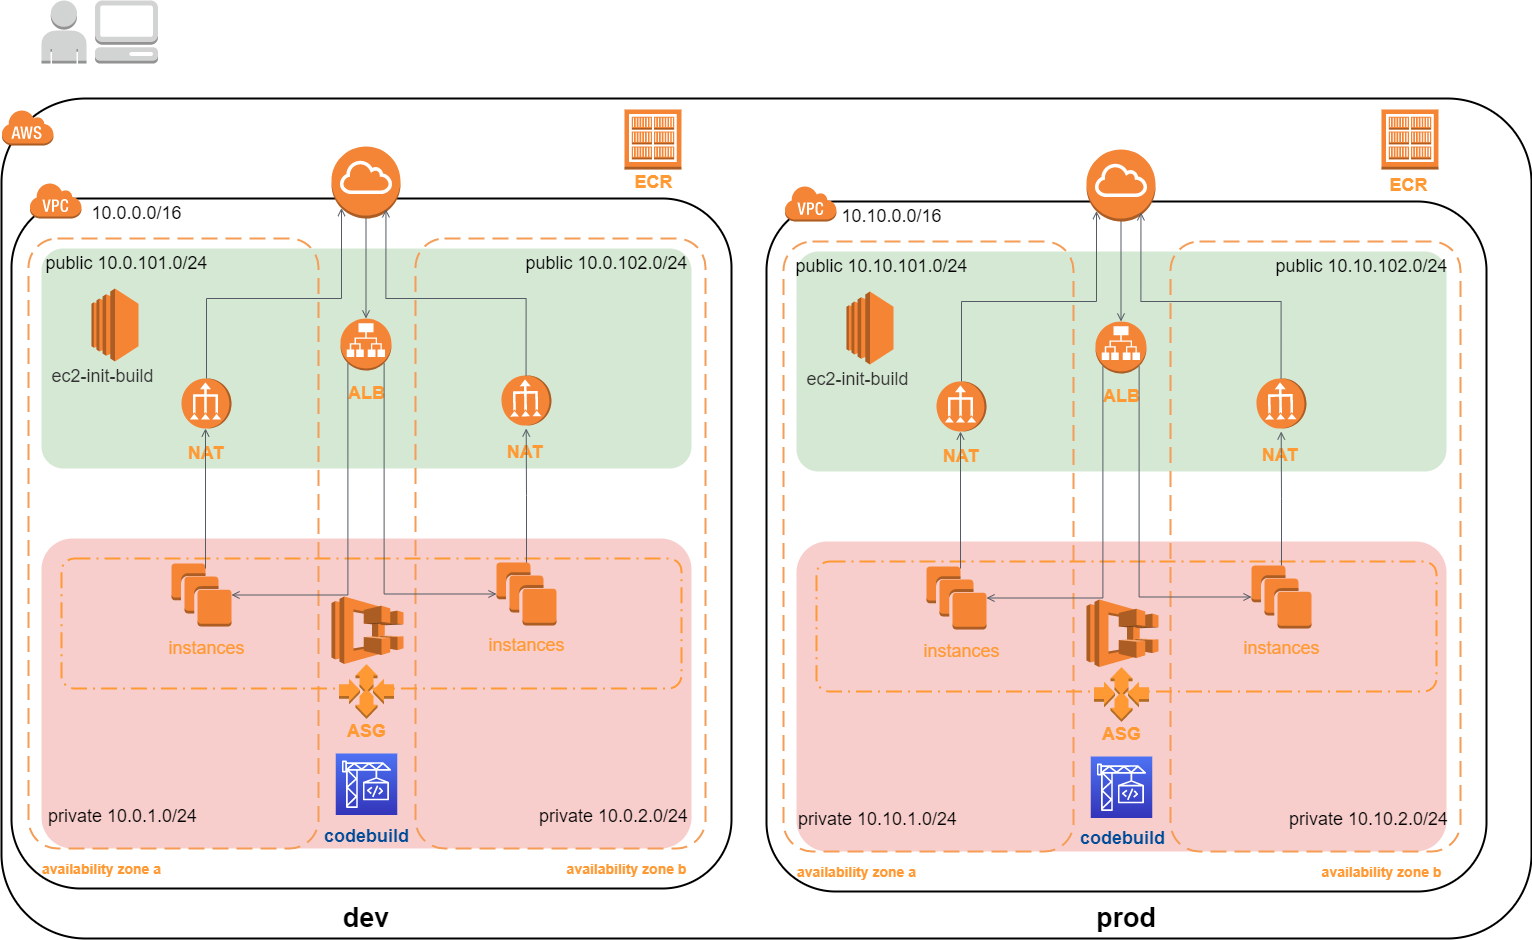 AWS
ECR
ECR
VPC
10.0.0.0/16
public 10.0.101.0/24
public 10.0.102.0/24
ec2-init-build
ALB
NAT
NAT
instances
instances
ASG
private 10.0.1.0/24
private 10.0.2.0/24
codebuild
availability zone a
availability zone b
dev
VPC
10.10.0.0/16
public 10.10.101.0/24
public 10.10.102.0/24
ec2-init-build
ALB
NAT
NAT
instances
instances
ASG
private 10.10.1.0/24
private 10.10.2.0/24
codebuild
availability zone a
availability zone b
prod